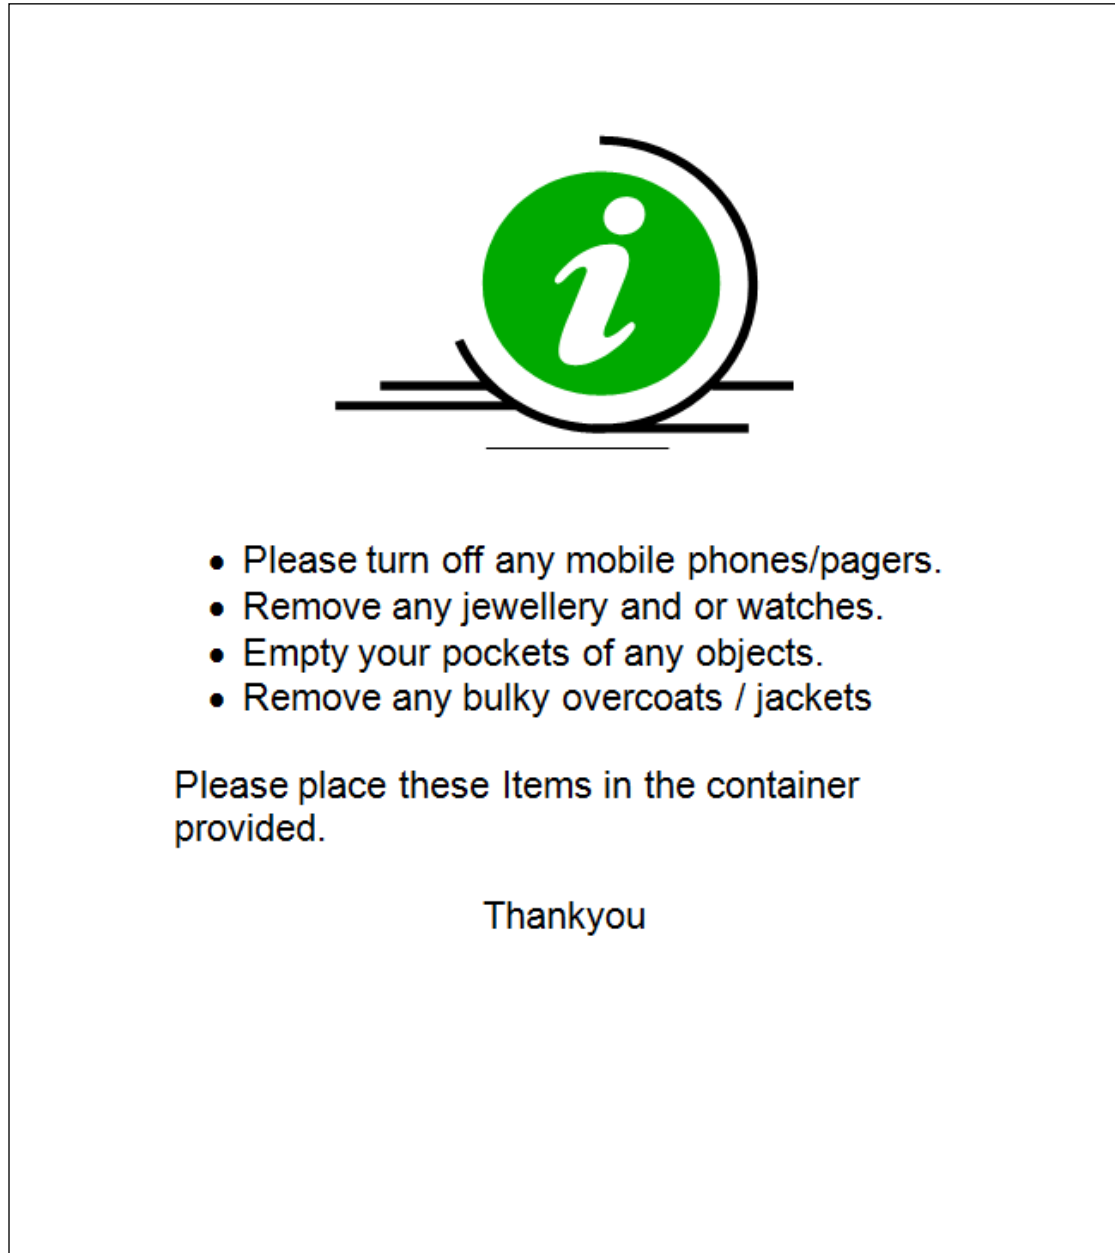 i
• Please turn off any mobile phones/pagers.
• Remove any jewellery and or watches.
• Empty your pockets of any objects.
• Remove any bulky overcoats / jackets
Please place these Items in the container
provided.
Thankyou